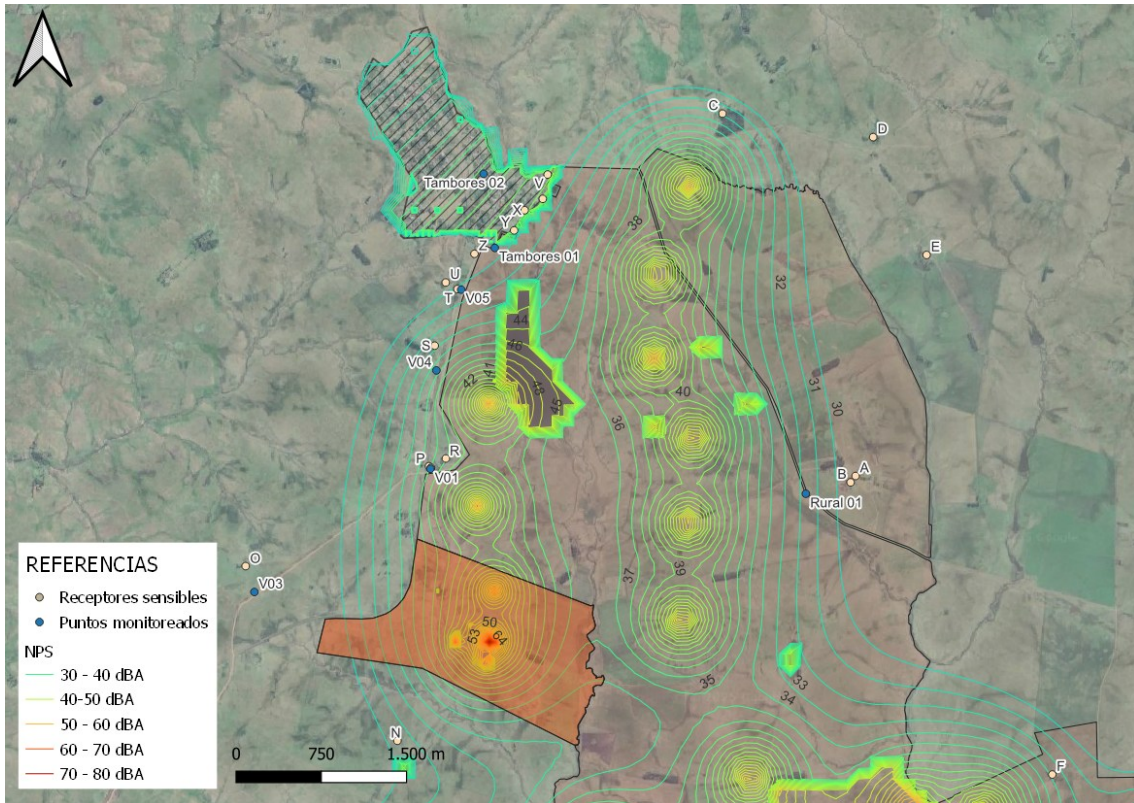 C
D
V
Tambores 02
X
Y
38
Z
Tambores 01
E
32
U
T
V05
44
46
S
V04
47
42
48
45
40
31
30
36
P
R
V01
A
B
Rural 01
37
39
O
V03
50
53
64
35
33
34
N
F
REFERENCIAS
Receptores sensibles
Puntos monitoreados
NPS
30 - 40 dBA
40-50 dBA
50 - 60 dBA
60 - 70 dBA
70 - 80 dBA
0 750 1.500 m